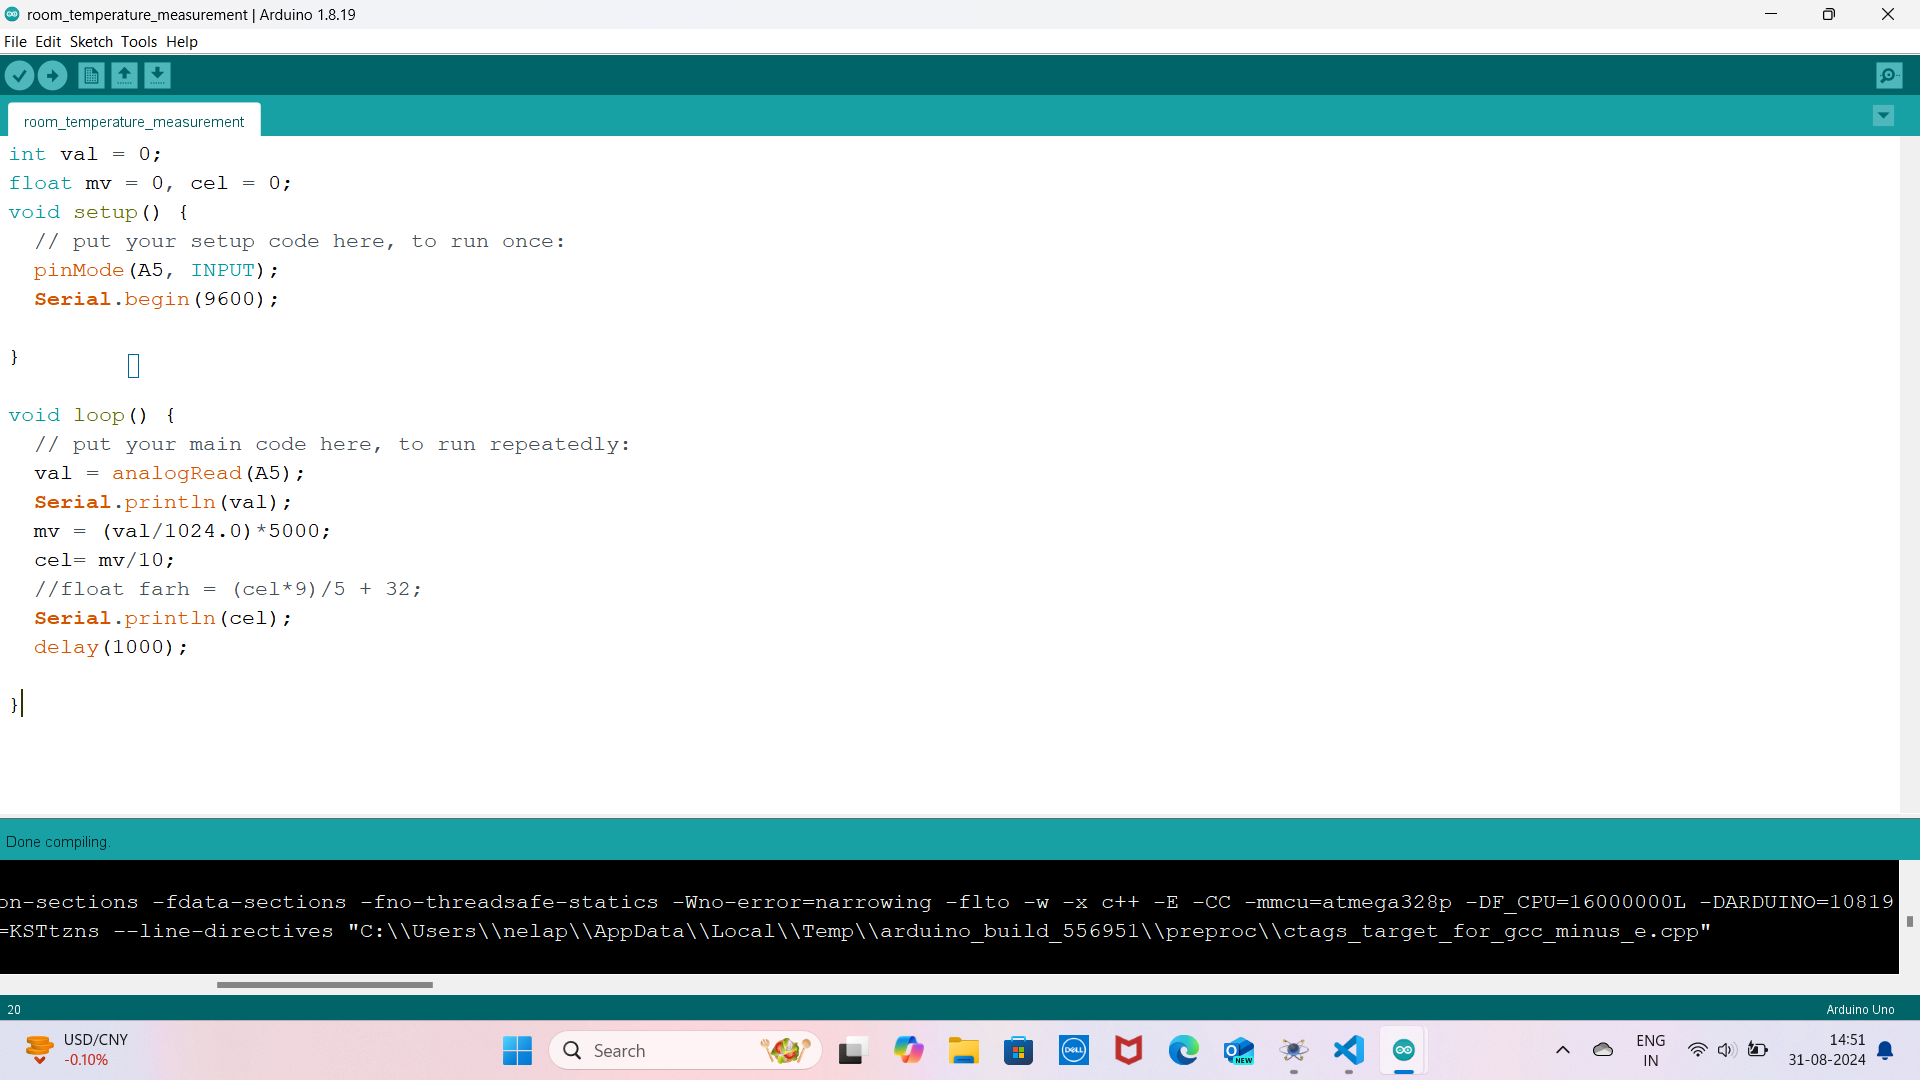 room_temperature_measurement | Arduino 1.8.19
File Edit Sketch Tools Help
room_temperature_measurement
int val = 0;
float mv = 0, cel = 0;
void setup() {
  // put your setup code here, to run once:
  pinMode(A5, INPUT);
  Serial.begin(9600);
}
void loop() {
  // put your main code here, to run repeatedly:
  val = analogRead(A5);
  Serial.println(val);
  mv = (val/1024.0)*5000;
  cel= mv/10;
  //float farh = (cel*9)/5 + 32;
  Serial.println(cel);
  delay(1000);
}
Done compiling.
on-sections -fdata-sections -fno-threadsafe-statics -Wno-error=narrowing -flto -w -x c++ -E -CC -mmcu=atmega328p -DF_CPU=16000000L -DARDUINO=10819
=KSTtzns --line-directives "C:\\Users\\nelap\\AppData\\Local\\Temp\\arduino_build_556951\\preproc\\ctags_target_for_gcc_minus_e.cpp"
20
Arduino Uno
USD/CNY
-0.10%
Search
DELL
NEW
ENG
IN
14:51
31-08-2024